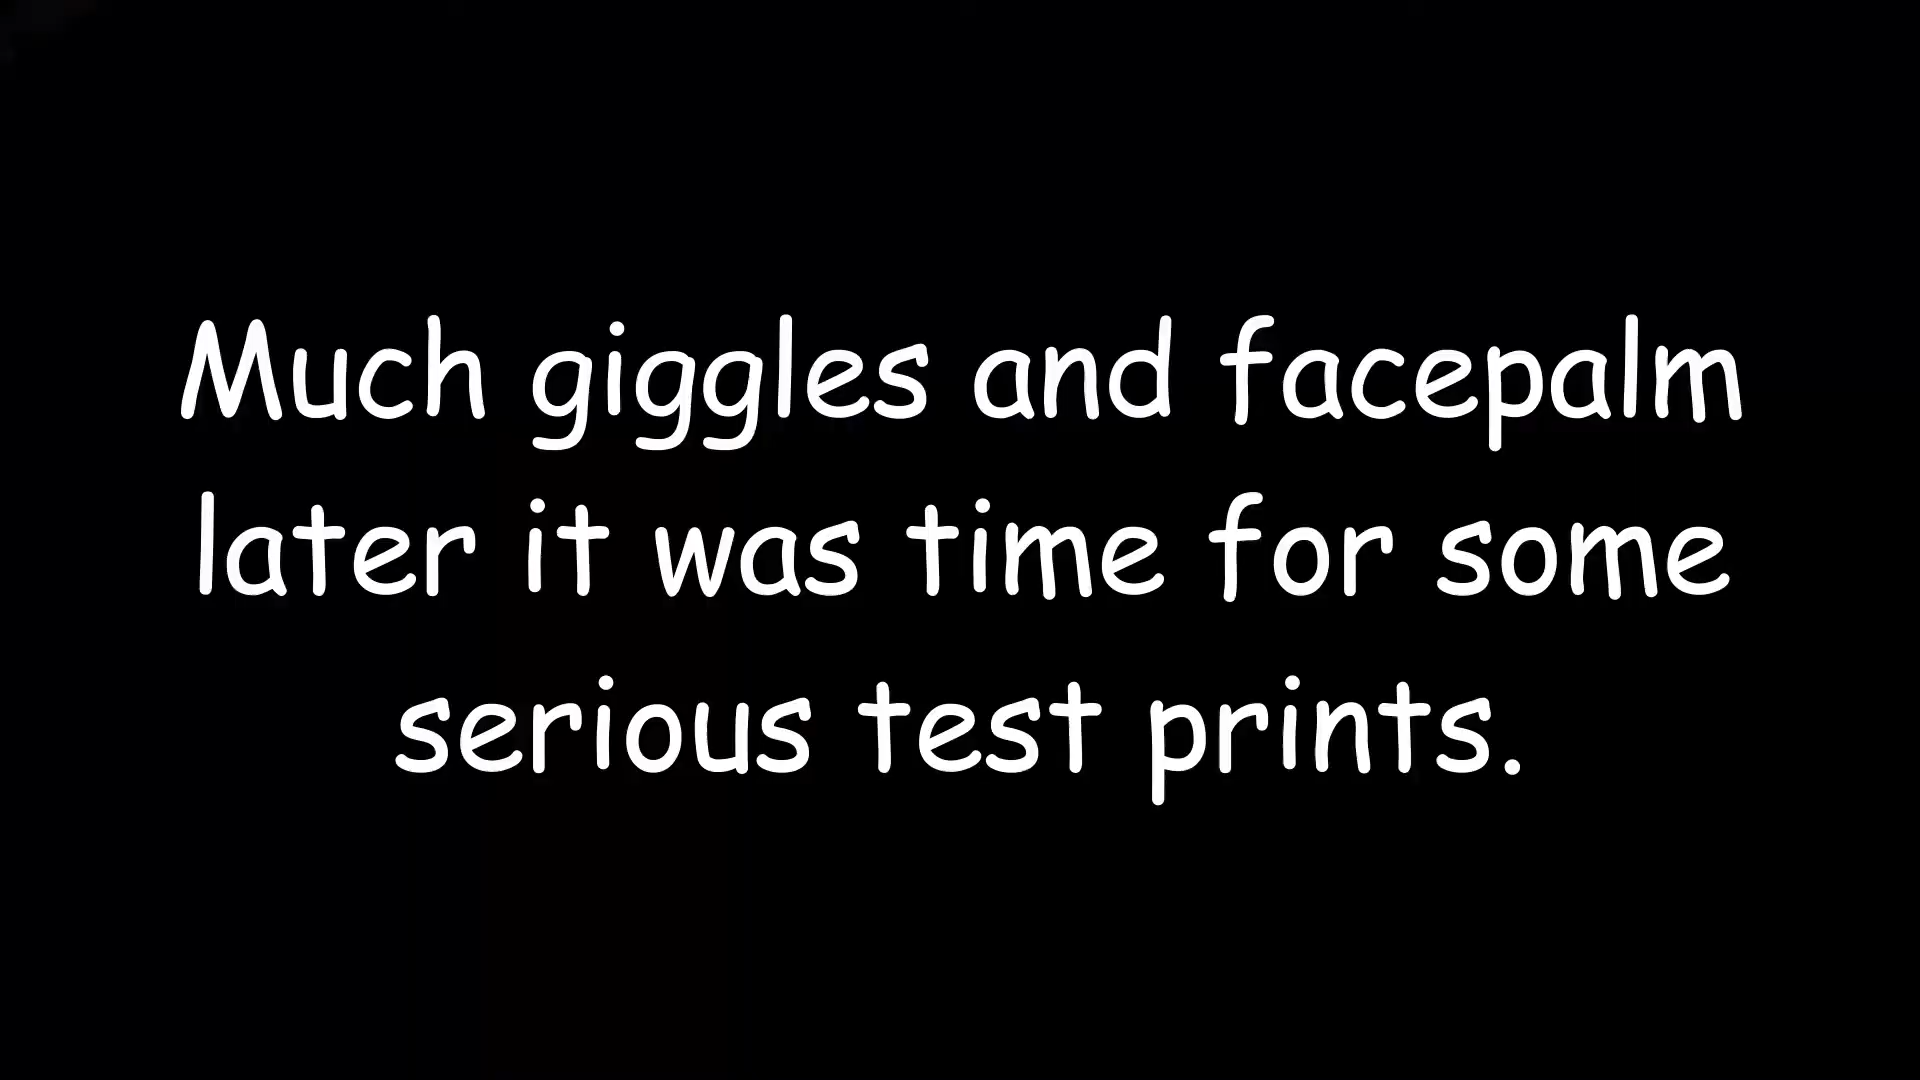 Much giggles and facepalm
later it was time for some
serious test prints.